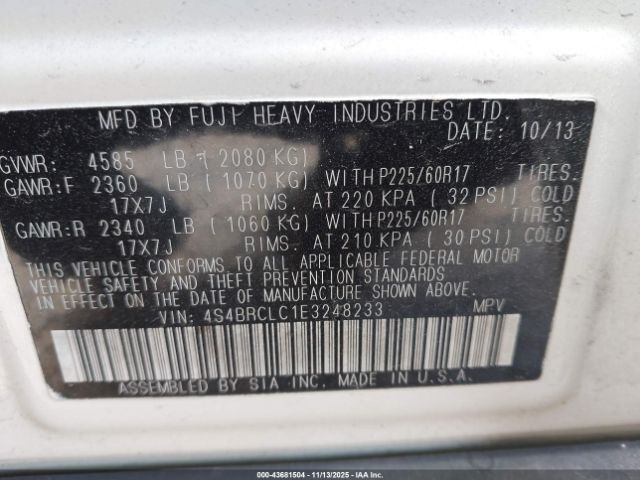 MFD BY FUJI HEAVY INDUSTRIES LTD.
DATE: 10/13
GVWR: 4585 LB ( 2080 KG)
GAWR:F 2360 LB ( 1070 KG) WITH P225/60R17 TIRES.
17X7J RIMS. AT 220 KPA ( 32 PSI) COLD
GAWR:R 2340 LB ( 1060 KG) WITH P225/60R17 TIRES.
17X7J RIMS. AT 210 KPA ( 30 PSI) COLD
THIS VEHICLE CONFORMS TO ALL APPLICABLE FEDERAL MOTOR
VEHICLE SAFETY AND THEFT PREVENTION STANDARDS
IN EFFECT ON THE DATE OF MANUFACTURE SHOWN ABOVE.
VIN: 4S4BRCLC1E3248233 MPV
ASSEMBLED BY SIA INC. MADE IN U.S.A.
000-43681504 - 11/13/2025 - IAAI.com